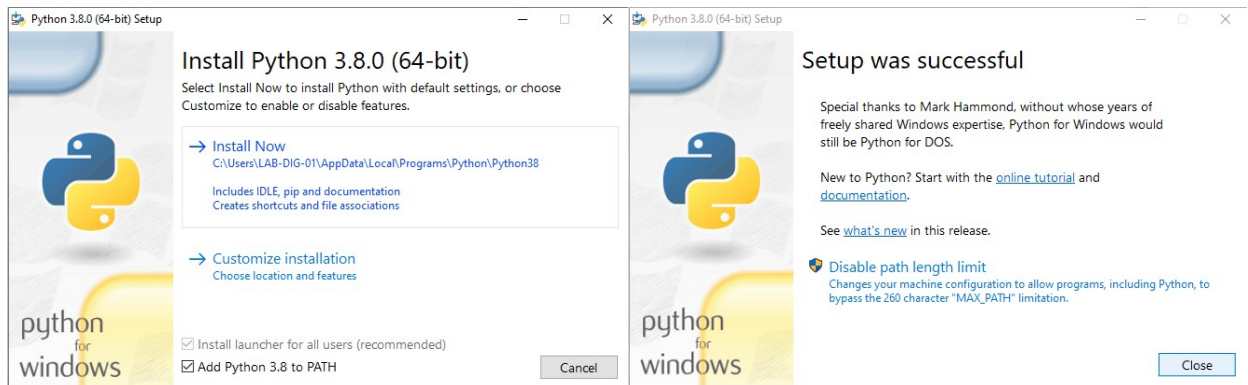 Python 3.8.0 (64-bit) Setup
Install Python 3.8.0 (64-bit)
Select Install Now to install Python with default settings, or choose
Customize to enable or disable features.
Install Now
C:\Users\LAB-DIG-01\AppData\Local\Programs\Python\Python38
Includes IDLE, pip and documentation
Creates shortcuts and file associations
Customize installation
Choose location and features
Install launcher for all users (recommended)
Add Python 3.8 to PATH
Cancel
python
for
windows
Python 3.8.0 (64-bit) Setup
Setup was successful
Special thanks to Mark Hammond, without whose years of
freely shared Windows expertise, Python for Windows would
still be Python for DOS.
New to Python? Start with the online tutorial and
documentation.
See what's new in this release.
Disable path length limit
Changes your machine configuration to allow programs, including Python, to
bypass the 260 character "MAX_PATH" limitation.
python
for
windows
Close